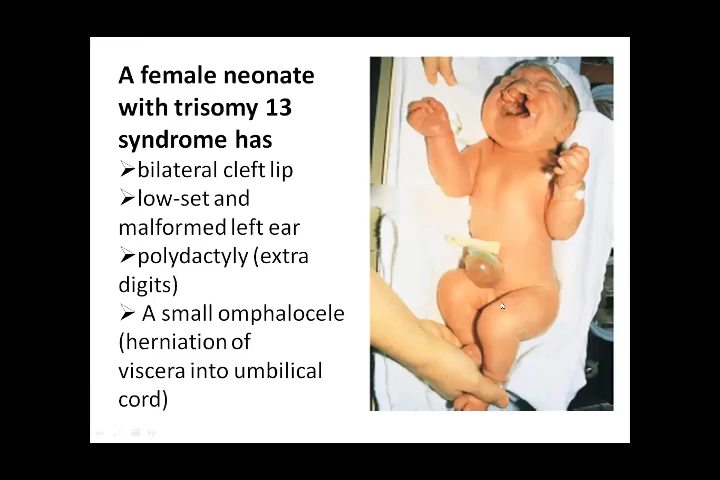 A female neonate
with trisomy 13
syndrome has
➢bilateral cleft lip
➢low-set and
malformed left ear
➢polydactyly (extra
digits)
➢ A small omphalocele
(herniation of
viscera into umbilical
cord)